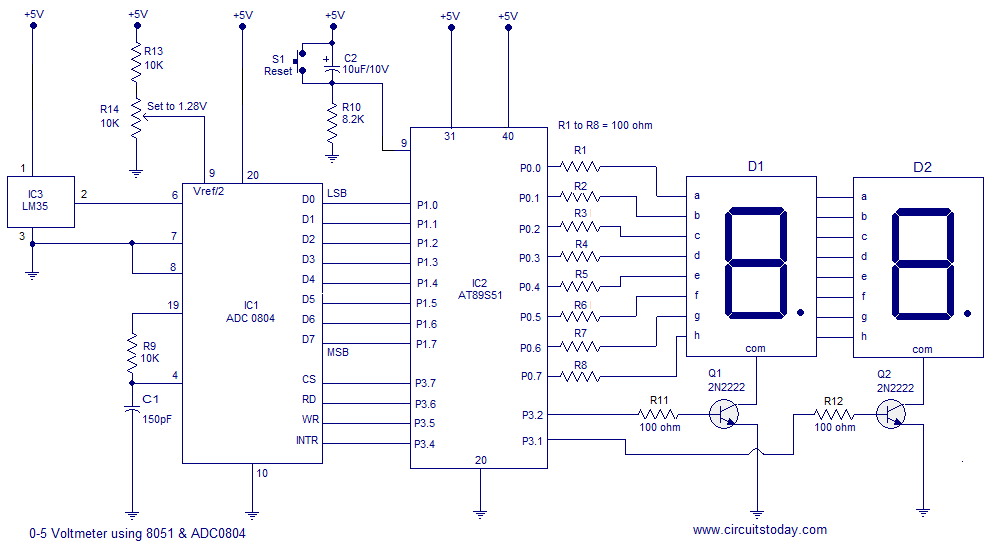 +5V
+5V
+5V
+5V
+5V
+5V
R13
10K
S1
Reset
+
C2
10uF/10V
R14
10K
Set to 1.28V
R10
8.2K
R1 to R8 = 100 ohm
31
40
9
1
9
20
Vref/2
IC3
LM35
2
3
6
7
8
19
4
10
R9
10K
C1
150pF
IC1
ADC 0804
D0
LSB
D1
D2
D3
D4
D5
D6
D7
MSB
CS
RD
WR
INTR
P1.0
P1.1
P1.2
P1.3
P1.4
P1.5
P1.6
P1.7
P3.7
P3.6
P3.5
P3.4
IC2
AT89S51
20
P0.0
P0.1
P0.2
P0.3
P0.4
P0.5
P0.6
P0.7
P3.2
P3.1
R1
R2
R3
R4
R5
R6
R7
R8
D1
a
b
c
d
e
f
g
h
8.
com
D2
a
b
c
d
e
f
g
h
8.
com
Q1
2N2222
R11
100 ohm
Q2
2N2222
R12
100 ohm
0-5 Voltmeter using 8051 & ADC0804
www.circuitstoday.com